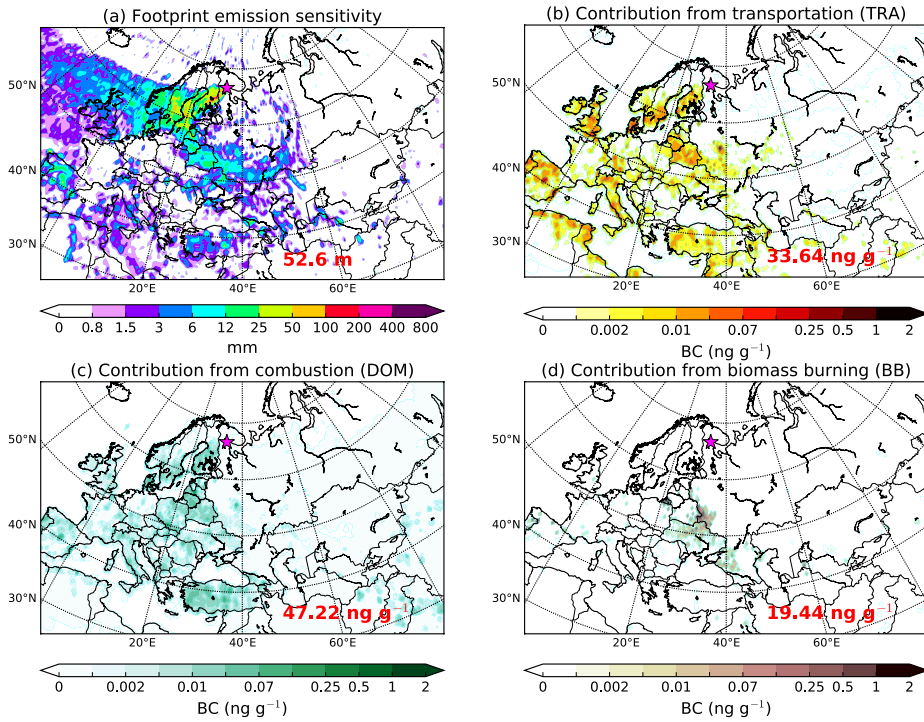 (a) Footprint emission sensitivity
50°N
40°N
30°N
52.6 m
20°E 40°E 60°E
0 0.8 1.5 3 6 12 25 50 100 200 400 800
mm
(b) Contribution from transportation (TRA)
50°N
40°N
30°N
33.64 ng g⁻¹
20°E 40°E 60°E
0 0.002 0.01 0.07 0.25 0.5 1 2
BC (ng g⁻¹)
(c) Contribution from combustion (DOM)
50°N
40°N
30°N
47.22 ng g⁻¹
20°E 40°E 60°E
0 0.002 0.01 0.07 0.25 0.5 1 2
BC (ng g⁻¹)
(d) Contribution from biomass burning (BB)
50°N
40°N
30°N
19.44 ng g⁻¹
20°E 40°E 60°E
0 0.002 0.01 0.07 0.25 0.5 1 2
BC (ng g⁻¹)